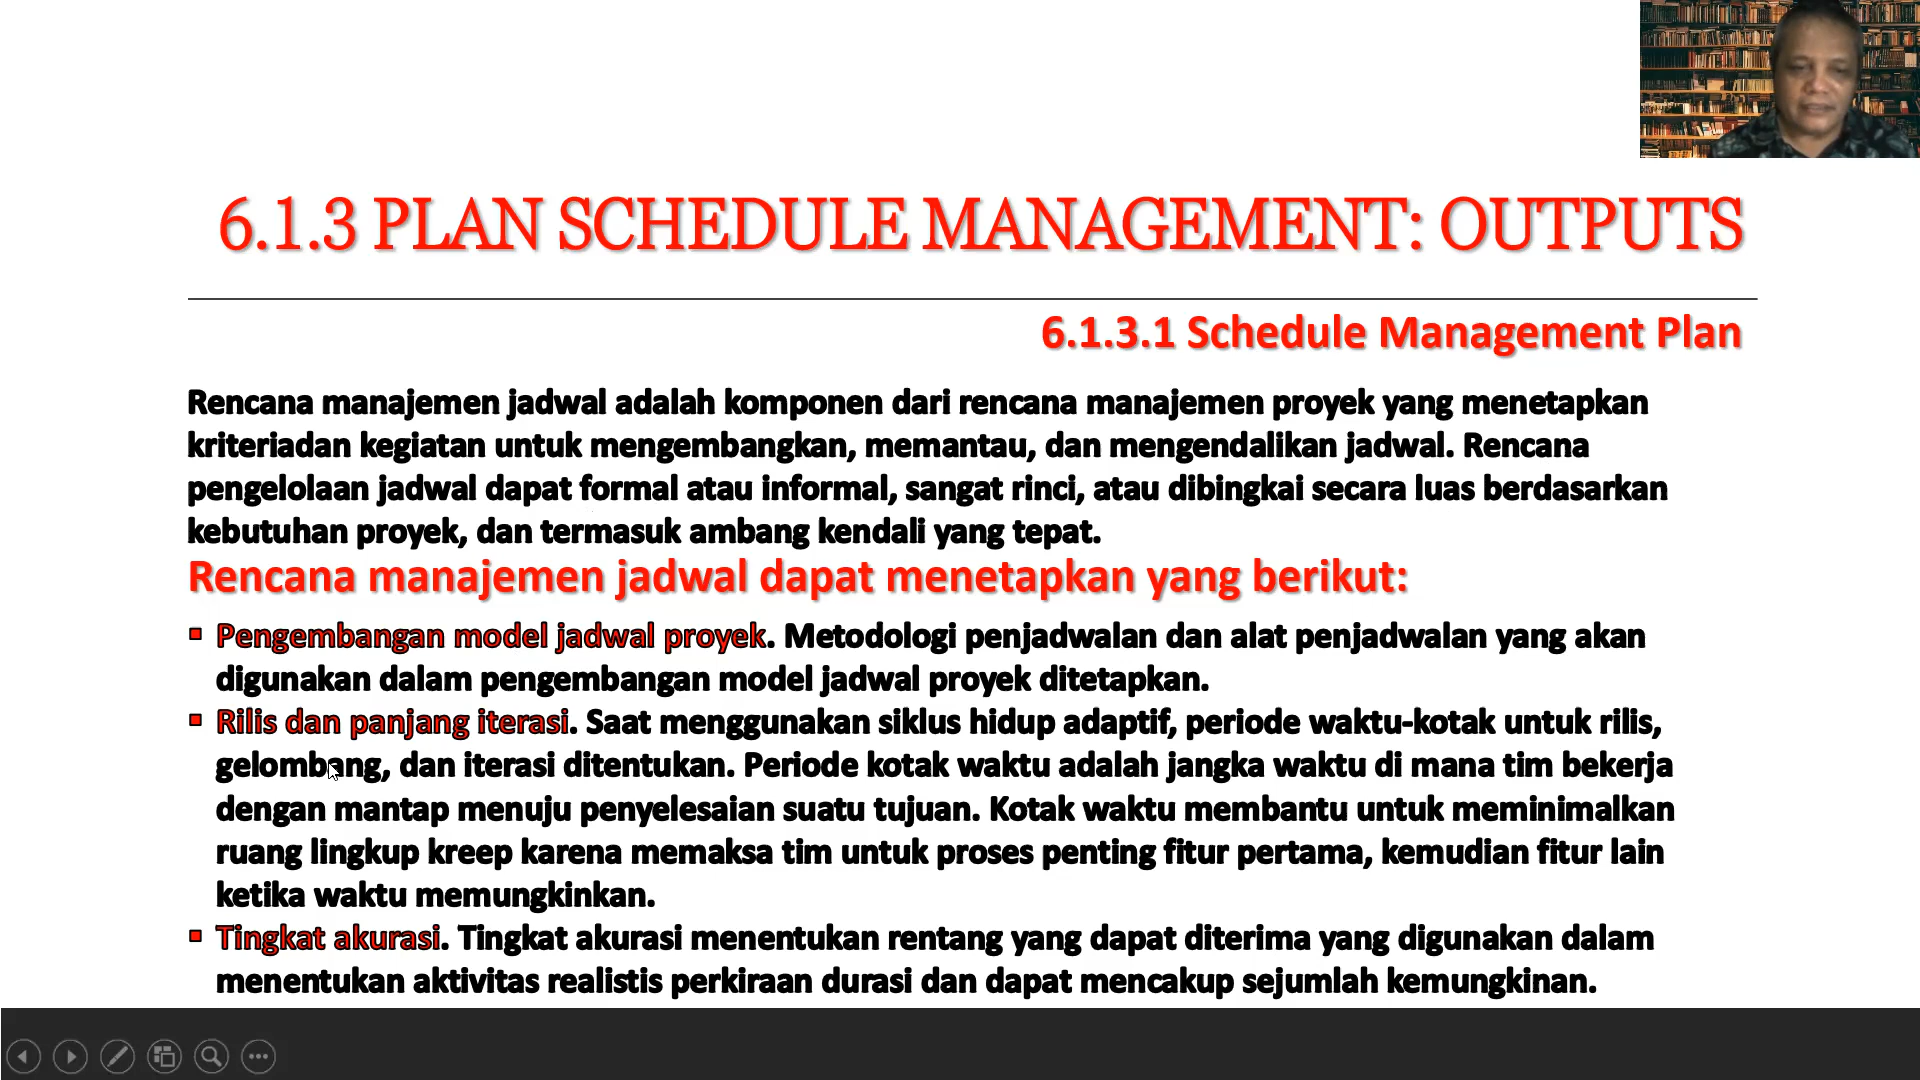 6.1.3 PLAN SCHEDULE MANAGEMENT: OUTPUTS
6.1.3.1 Schedule Management Plan
Rencana manajemen jadwal adalah komponen dari rencana manajemen proyek yang menetapkan
kriteriadan kegiatan untuk mengembangkan, memantau, dan mengendalikan jadwal. Rencana
pengelolaan jadwal dapat formal atau informal, sangat rinci, atau dibingkai secara luas berdasarkan
kebutuhan proyek, dan termasuk ambang kendali yang tepat.
Rencana manajemen jadwal dapat menetapkan yang berikut:
▪ Pengembangan model jadwal proyek. Metodologi penjadwalan dan alat penjadwalan yang akan
digunakan dalam pengembangan model jadwal proyek ditetapkan.
▪ Rilis dan panjang iterasi. Saat menggunakan siklus hidup adaptif, periode waktu-kotak untuk rilis,
gelombang, dan iterasi ditentukan. Periode kotak waktu adalah jangka waktu di mana tim bekerja
dengan mantap menuju penyelesaian suatu tujuan. Kotak waktu membantu untuk meminimalkan
ruang lingkup kreep karena memaksa tim untuk proses penting fitur pertama, kemudian fitur lain
ketika waktu memungkinkan.
▪ Tingkat akurasi. Tingkat akurasi menentukan rentang yang dapat diterima yang digunakan dalam
menentukan aktivitas realistis perkiraan durasi dan dapat mencakup sejumlah kemungkinan.